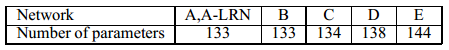 Network A,A-LRN B C D E
Number of parameters 133 133 134 138 144